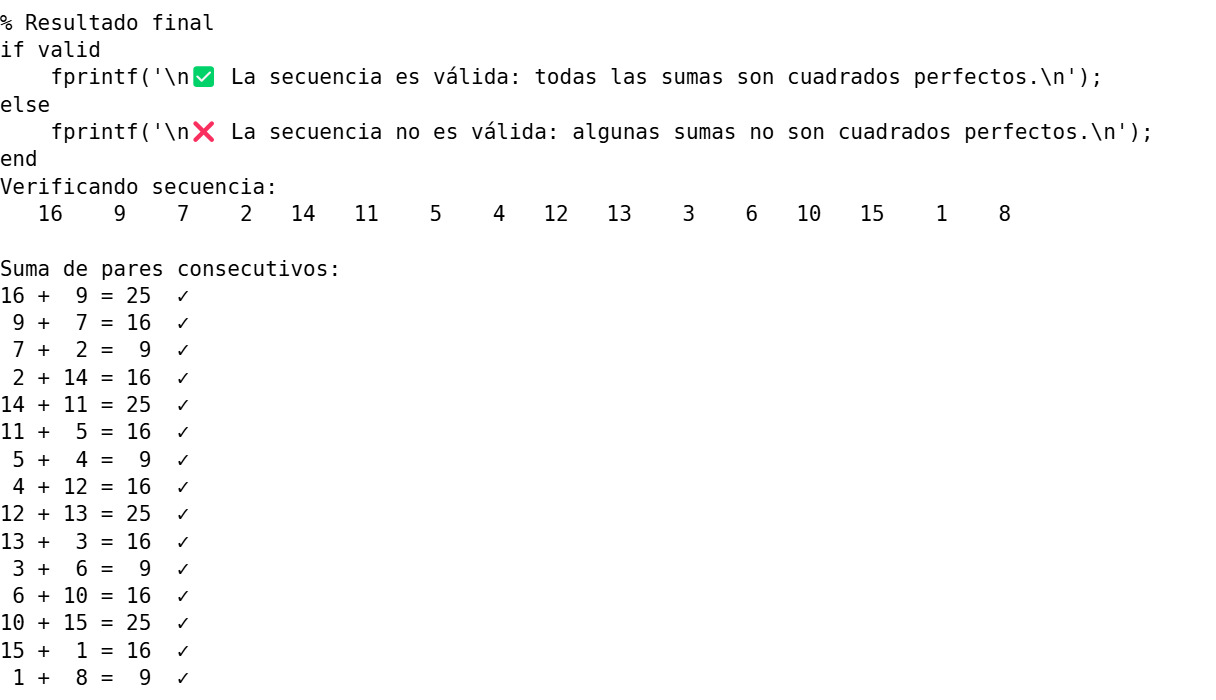 % Resultado final
if valid
    fprintf('\n✅ La secuencia es válida: todas las sumas son cuadrados perfectos.\n');
else
    fprintf('\n❌ La secuencia no es válida: algunas sumas no son cuadrados perfectos.\n');
end
Verificando secuencia:
   16    9    7    2   14   11    5    4   12   13    3    6   10   15    1    8
Suma de pares consecutivos:
16 +  9 = 25  ✓
 9 +  7 = 16  ✓
 7 +  2 =  9  ✓
 2 + 14 = 16  ✓
14 + 11 = 25  ✓
11 +  5 = 16  ✓
 5 +  4 =  9  ✓
 4 + 12 = 16  ✓
12 + 13 = 25  ✓
13 +  3 = 16  ✓
 3 +  6 =  9  ✓
 6 + 10 = 16  ✓
10 + 15 = 25  ✓
15 +  1 = 16  ✓
 1 +  8 =  9  ✓